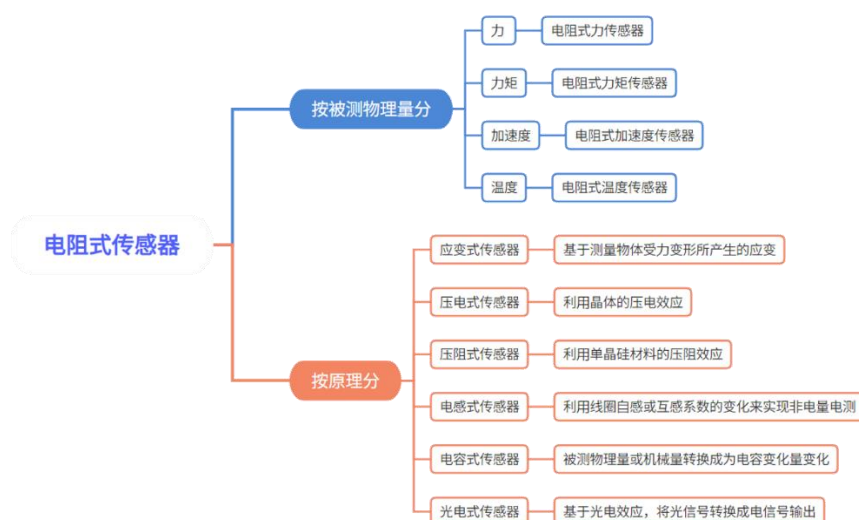 电阻式传感器
按被测物理量分
力
电阻式力传感器
力矩
电阻式力矩传感器
加速度
电阻式加速度传感器
温度
电阻式温度传感器
按原理分
应变式传感器
基于测量物体受力变形所产生的应变
压电式传感器
利用晶体的压电效应
压阻式传感器
利用单晶硅材料的压阻效应
电感式传感器
利用线圈自感或互感系数的变化来实现非电量电测
电容式传感器
被测物理量或机械量转换成为电容变化量变化
光电式传感器
基于光电效应，将光信号转换成电信号输出